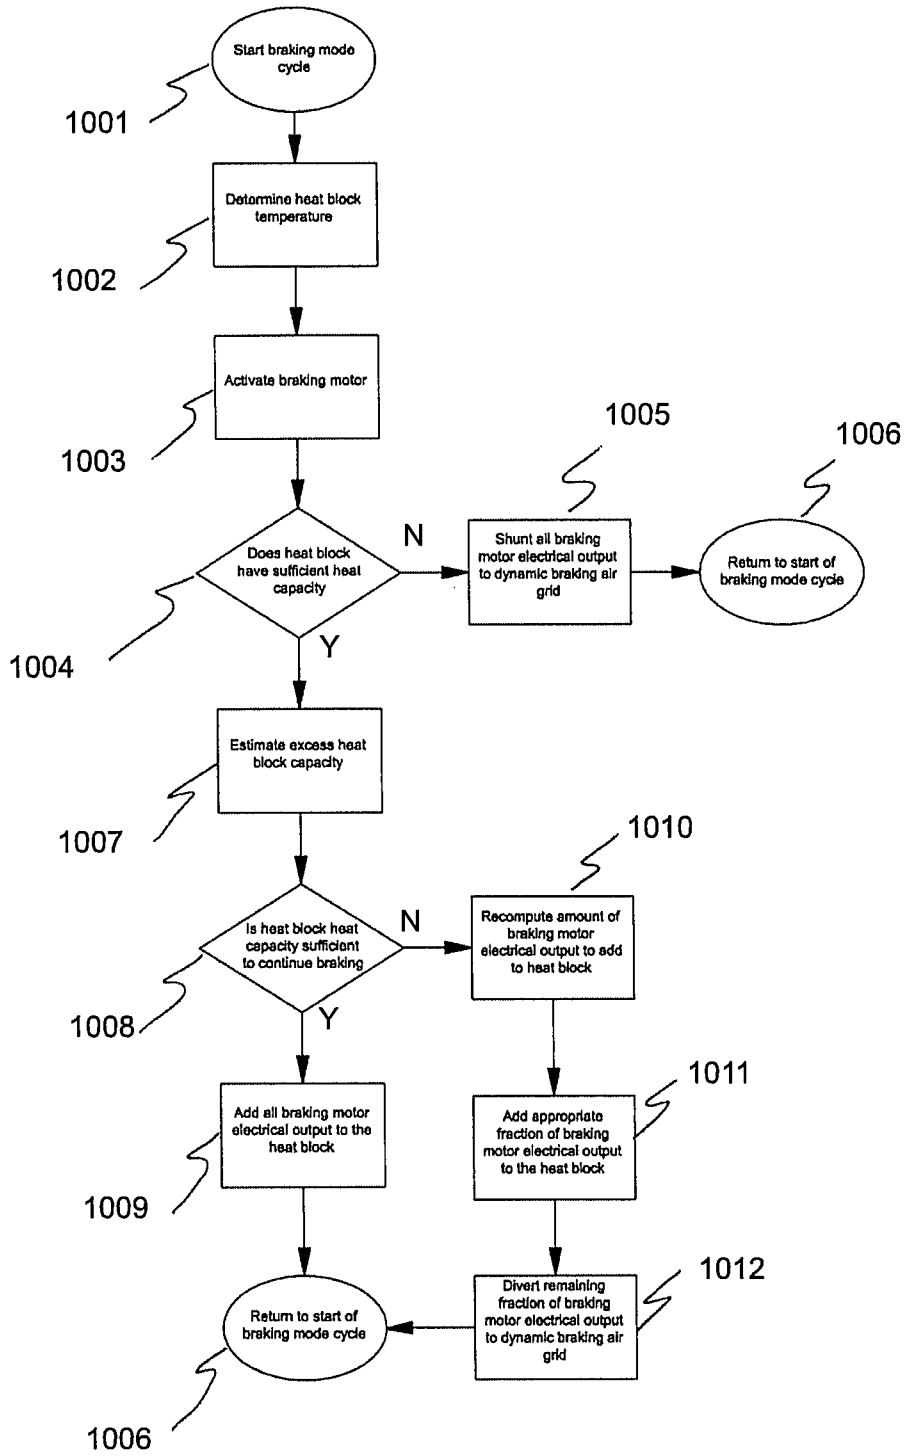 Start braking mode
cycle
1001
Determine heat block
temperature
1002
Activate braking motor
1003
1005
1006
Does heat block
have sufficient heat
capacity
N
Shunt all braking
motor electrical output
to dynamic braking air
grid
Return to start of
braking mode cycle
1004
Y
Estimate excess heat
block capacity
1007
1010
Is heat block heat
capacity sufficient
to continue braking
N
Recompute amount of
braking motor
electrical output to add
to heat block
1008
Y
1011
Add all braking motor
electrical output to the
heat block
Add appropriate
fraction of braking
motor electrical output
to the heat block
1009
1012
Return to start of
braking mode cycle
Divert remaining
fraction of braking
motor electrical output
to dynamic braking air
grid
1006